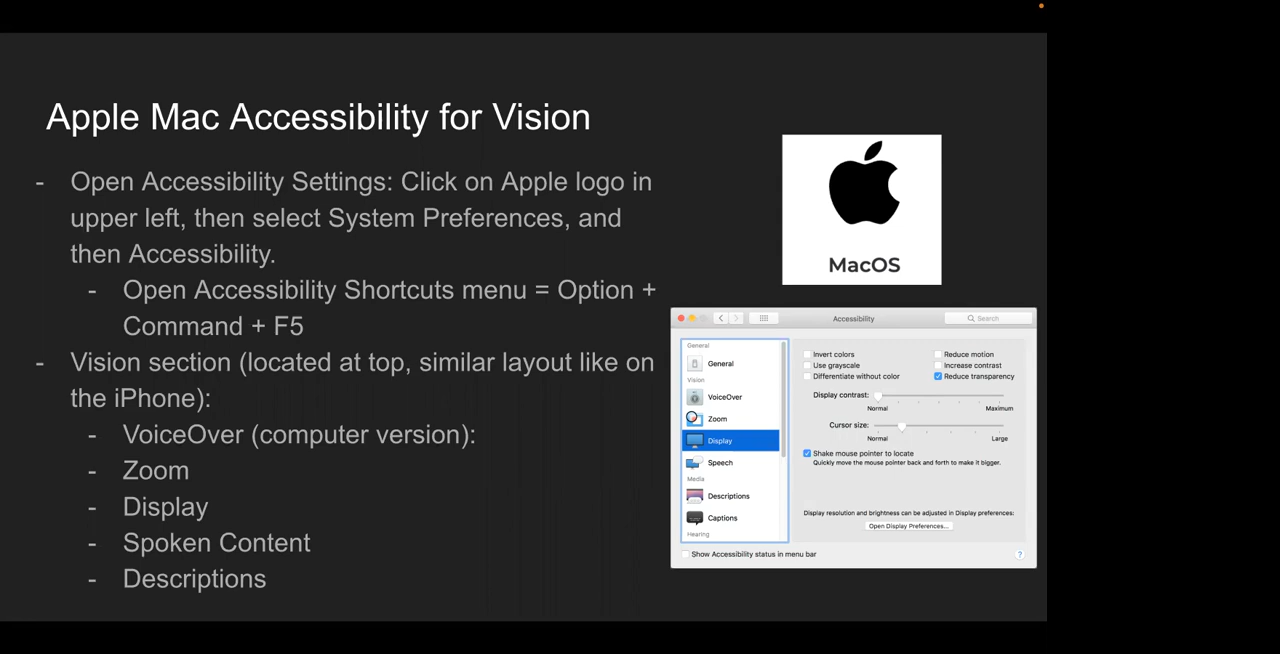 Apple Mac Accessibility for Vision
- Open Accessibility Settings: Click on Apple logo in
upper left, then select System Preferences, and
then Accessibility.
- Open Accessibility Shortcuts menu = Option +
Command + F5
- Vision section (located at top, similar layout like on
the iPhone):
- VoiceOver (computer version):
- Zoom
- Display
- Spoken Content
- Descriptions
MacOS
Accessibility
Search
General
General
Vision
VoiceOver
Zoom
Display
Speech
Media
Descriptions
Captions
Hearing
Invert colors
Use grayscale
Differentiate without color
Reduce motion
Increase contrast
Reduce transparency
Display contrast:
Normal Maximum
Cursor size:
Normal Large
Shake mouse pointer to locate
Quickly move the mouse pointer back and forth to make it bigger.
Display resolution and brightness can be adjusted in Display preferences:
Open Display Preferences...
Show Accessibility status in menu bar
?